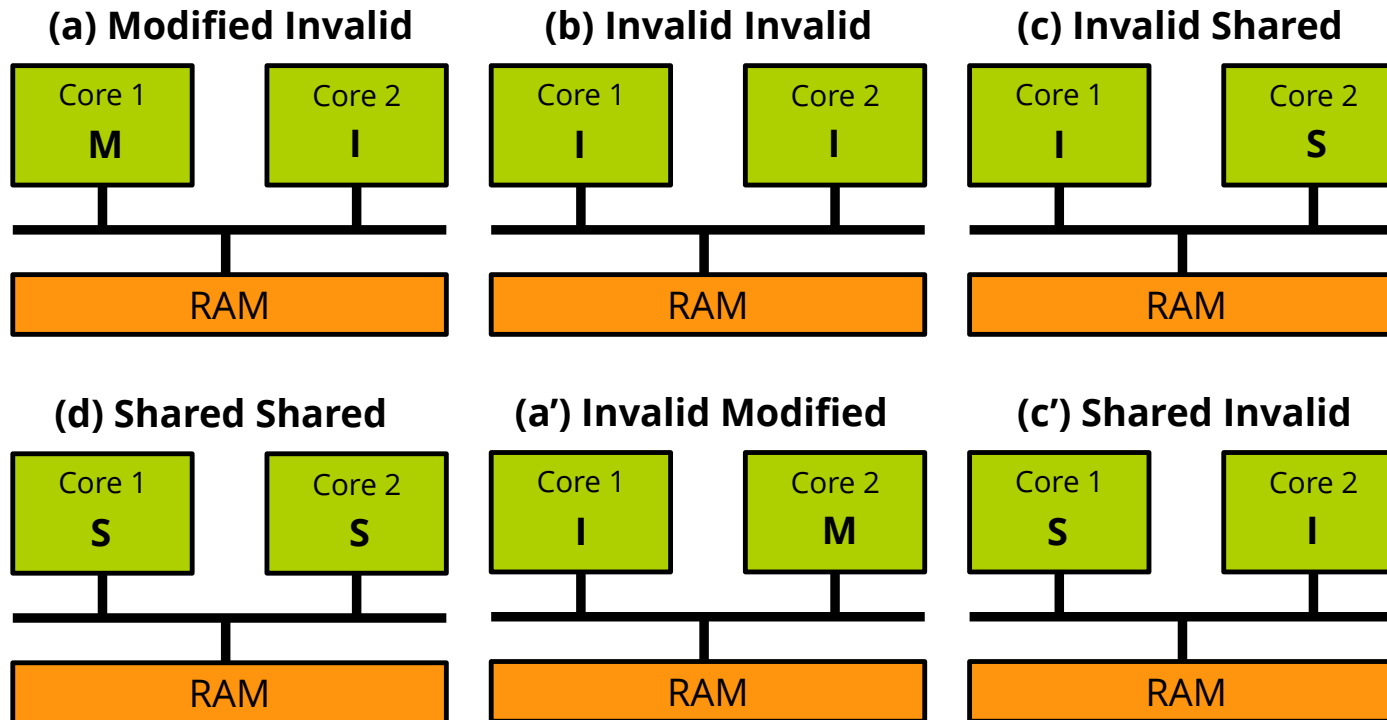 (a) Modified Invalid
Core 1
M
Core 2
I
RAM
(b) Invalid Invalid
Core 1
I
Core 2
I
RAM
(c) Invalid Shared
Core 1
I
Core 2
S
RAM
(d) Shared Shared
Core 1
S
Core 2
S
RAM
(a’) Invalid Modified
Core 1
I
Core 2
M
RAM
(c’) Shared Invalid
Core 1
S
Core 2
I
RAM